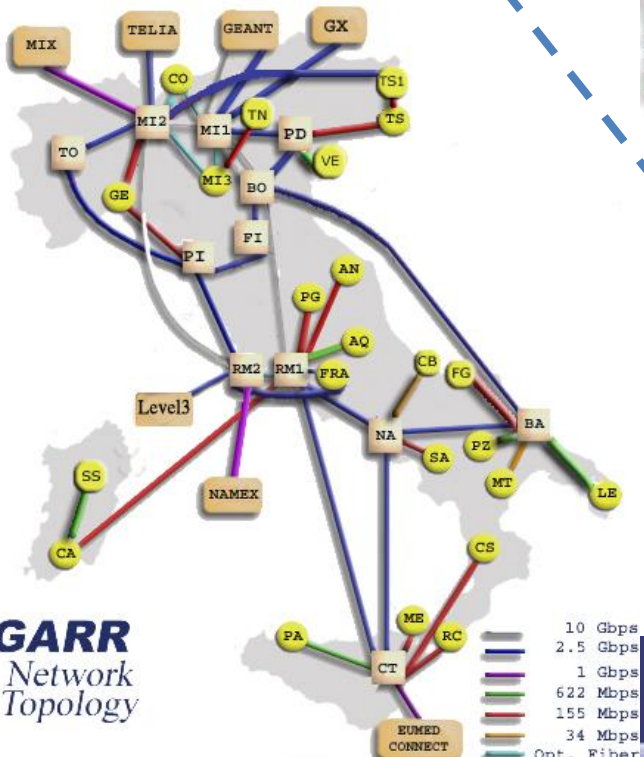 MIX
TELIA
GEANT
GX
CO
TS1
MI2
MI1
TN
PD
TS
TO
VE
MI3
BO
GE
FI
PI
AN
PG
AQ
RM2
RM1
FRA
CB
FG
Level3
NA
BA
PZ
SA
SS
NAMEX
MT
LE
CA
CS
ME
PA
RC
CT
EUMED
CONNECT
GARR
Network
Topology
10 Gbps
2.5 Gbps
1 Gbps
622 Mbps
155 Mbps
34 Mbps
Opt. Fiber